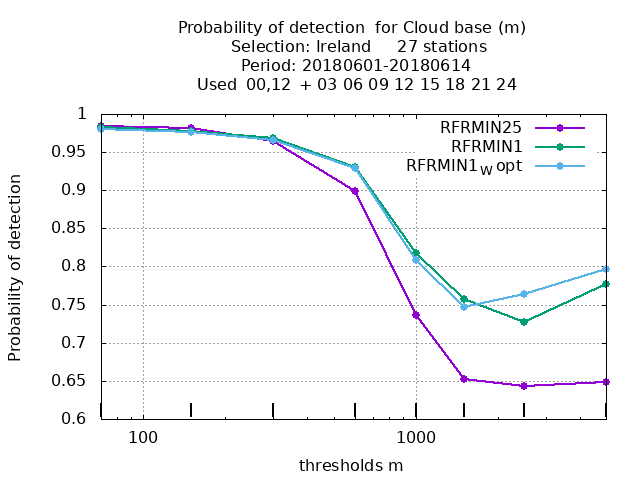 Probability of detection  for Cloud base (m)
Selection: Ireland     27 stations
Period: 20180601-20180614
Used  00,12  + 03 06 09 12 15 18 21 24
RFRMIN25
RFRMIN1
RFRMIN1W opt
1
0.95
0.9
0.85
0.8
0.75
0.7
0.65
0.6
Probability of detection
100
1000
thresholds m